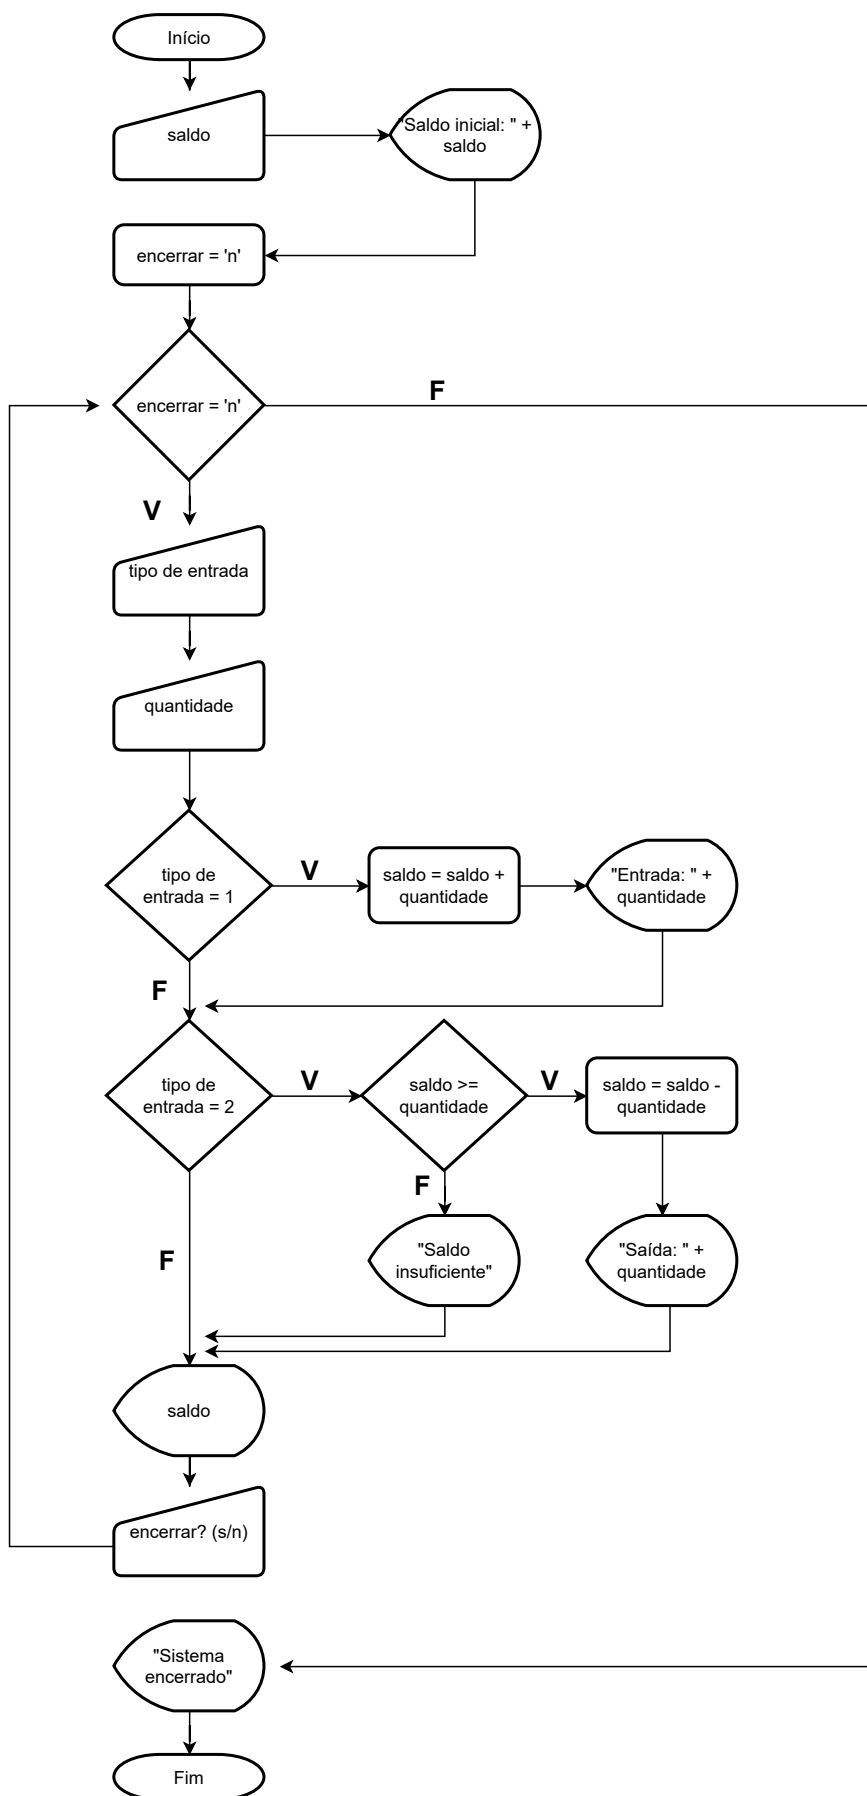 Início
saldo
"Saldo inicial: " +
saldo
encerrar = 'n'
encerrar = 'n'
F
V
tipo de entrada
quantidade
tipo de
entrada = 1
V
saldo = saldo +
quantidade
"Entrada: " +
quantidade
F
tipo de
entrada = 2
V
saldo >=
quantidade
V
saldo = saldo -
quantidade
F
"Saldo
insuficiente"
"Saída: " +
quantidade
F
saldo
encerrar? (s/n)
"Sistema
encerrado"
Fim